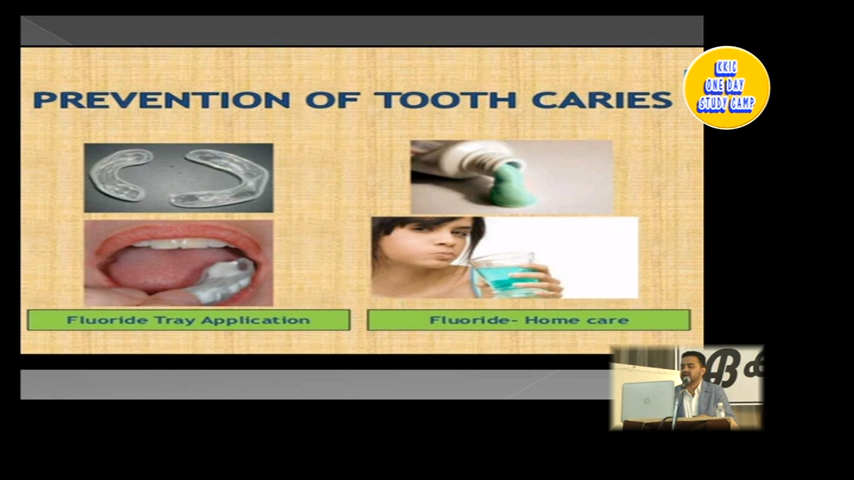 PREVENTION OF TOOTH CARIES
KKIC
ONE DAY
STUDY CAMP
Fluoride Tray Application
Fluoride- Home care